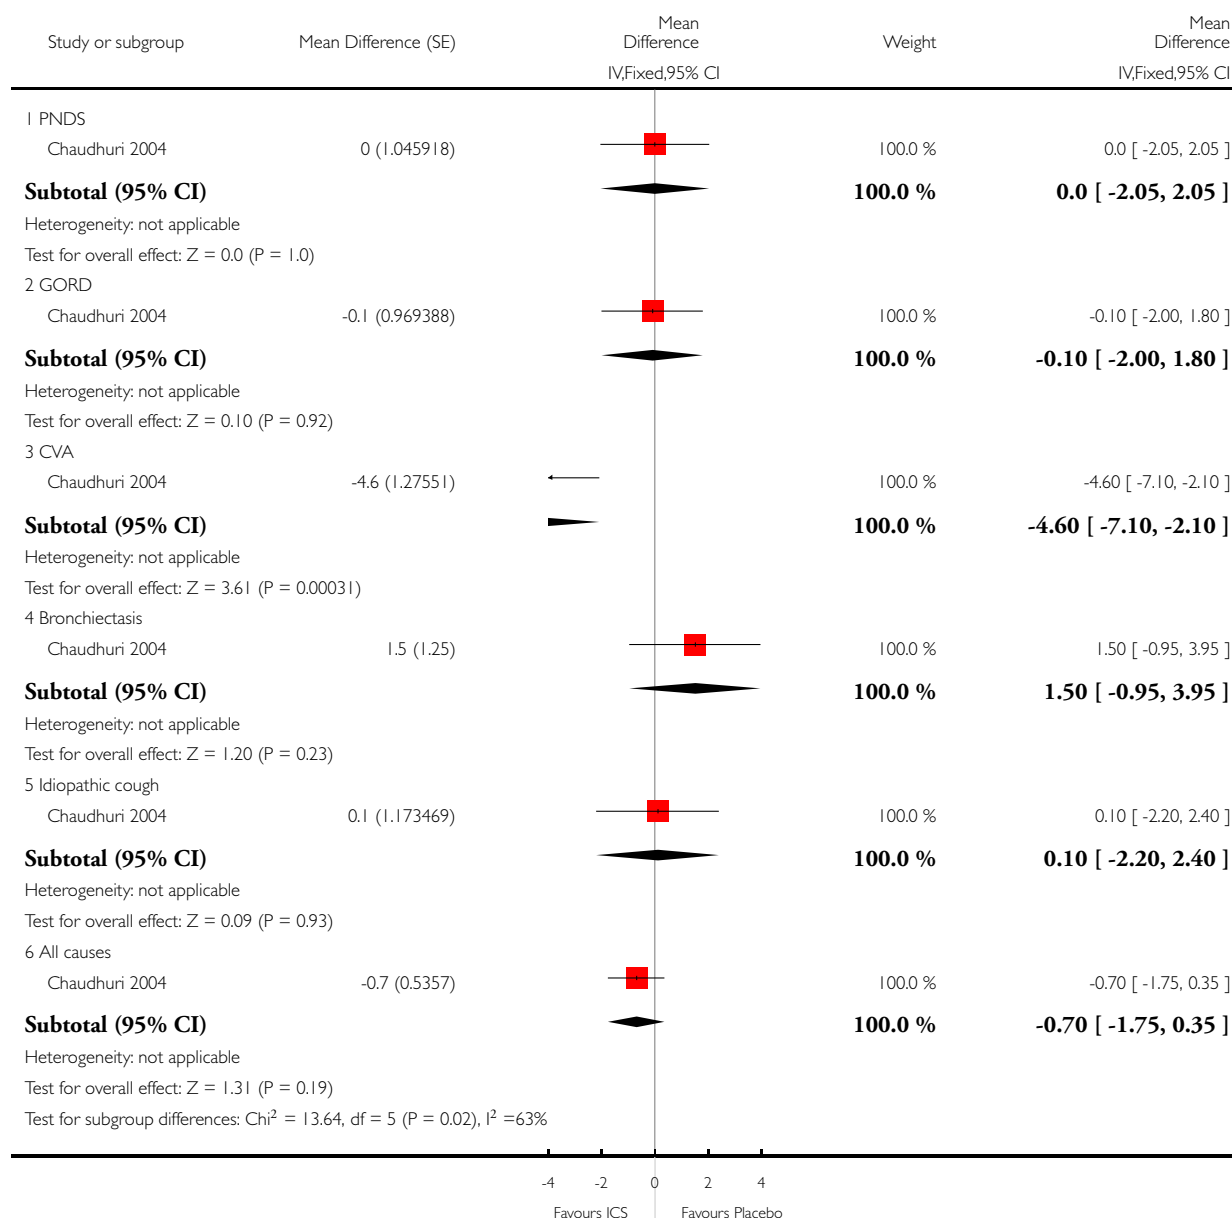 Study or subgroup Mean Difference (SE) Mean Difference Weight Mean Difference
IV,Fixed,95% CI IV,Fixed,95% CI
1 PNDS
Chaudhuri 2004 0 (1.045918) 100.0 % 0.0 [ -2.05, 2.05 ]
Subtotal (95% CI) 100.0 % 0.0 [ -2.05, 2.05 ]
Heterogeneity: not applicable
Test for overall effect: Z = 0.0 (P = 1.0)
2 GORD
Chaudhuri 2004 -0.1 (0.969388) 100.0 % -0.10 [ -2.00, 1.80 ]
Subtotal (95% CI) 100.0 % -0.10 [ -2.00, 1.80 ]
Heterogeneity: not applicable
Test for overall effect: Z = 0.10 (P = 0.92)
3 CVA
Chaudhuri 2004 -4.6 (1.27551) 100.0 % -4.60 [ -7.10, -2.10 ]
Subtotal (95% CI) 100.0 % -4.60 [ -7.10, -2.10 ]
Heterogeneity: not applicable
Test for overall effect: Z = 3.61 (P = 0.00031)
4 Bronchiectasis
Chaudhuri 2004 1.5 (1.25) 100.0 % 1.50 [ -0.95, 3.95 ]
Subtotal (95% CI) 100.0 % 1.50 [ -0.95, 3.95 ]
Heterogeneity: not applicable
Test for overall effect: Z = 1.20 (P = 0.23)
5 Idiopathic cough
Chaudhuri 2004 0.1 (1.173469) 100.0 % 0.10 [ -2.20, 2.40 ]
Subtotal (95% CI) 100.0 % 0.10 [ -2.20, 2.40 ]
Heterogeneity: not applicable
Test for overall effect: Z = 0.09 (P = 0.93)
6 All causes
Chaudhuri 2004 -0.7 (0.5357) 100.0 % -0.70 [ -1.75, 0.35 ]
Subtotal (95% CI) 100.0 % -0.70 [ -1.75, 0.35 ]
Heterogeneity: not applicable
Test for overall effect: Z = 1.31 (P = 0.19)
Test for subgroup differences: Chi² = 13.64, df = 5 (P = 0.02), I² =63%
-4 -2 0 2 4
Favours ICS Favours Placebo